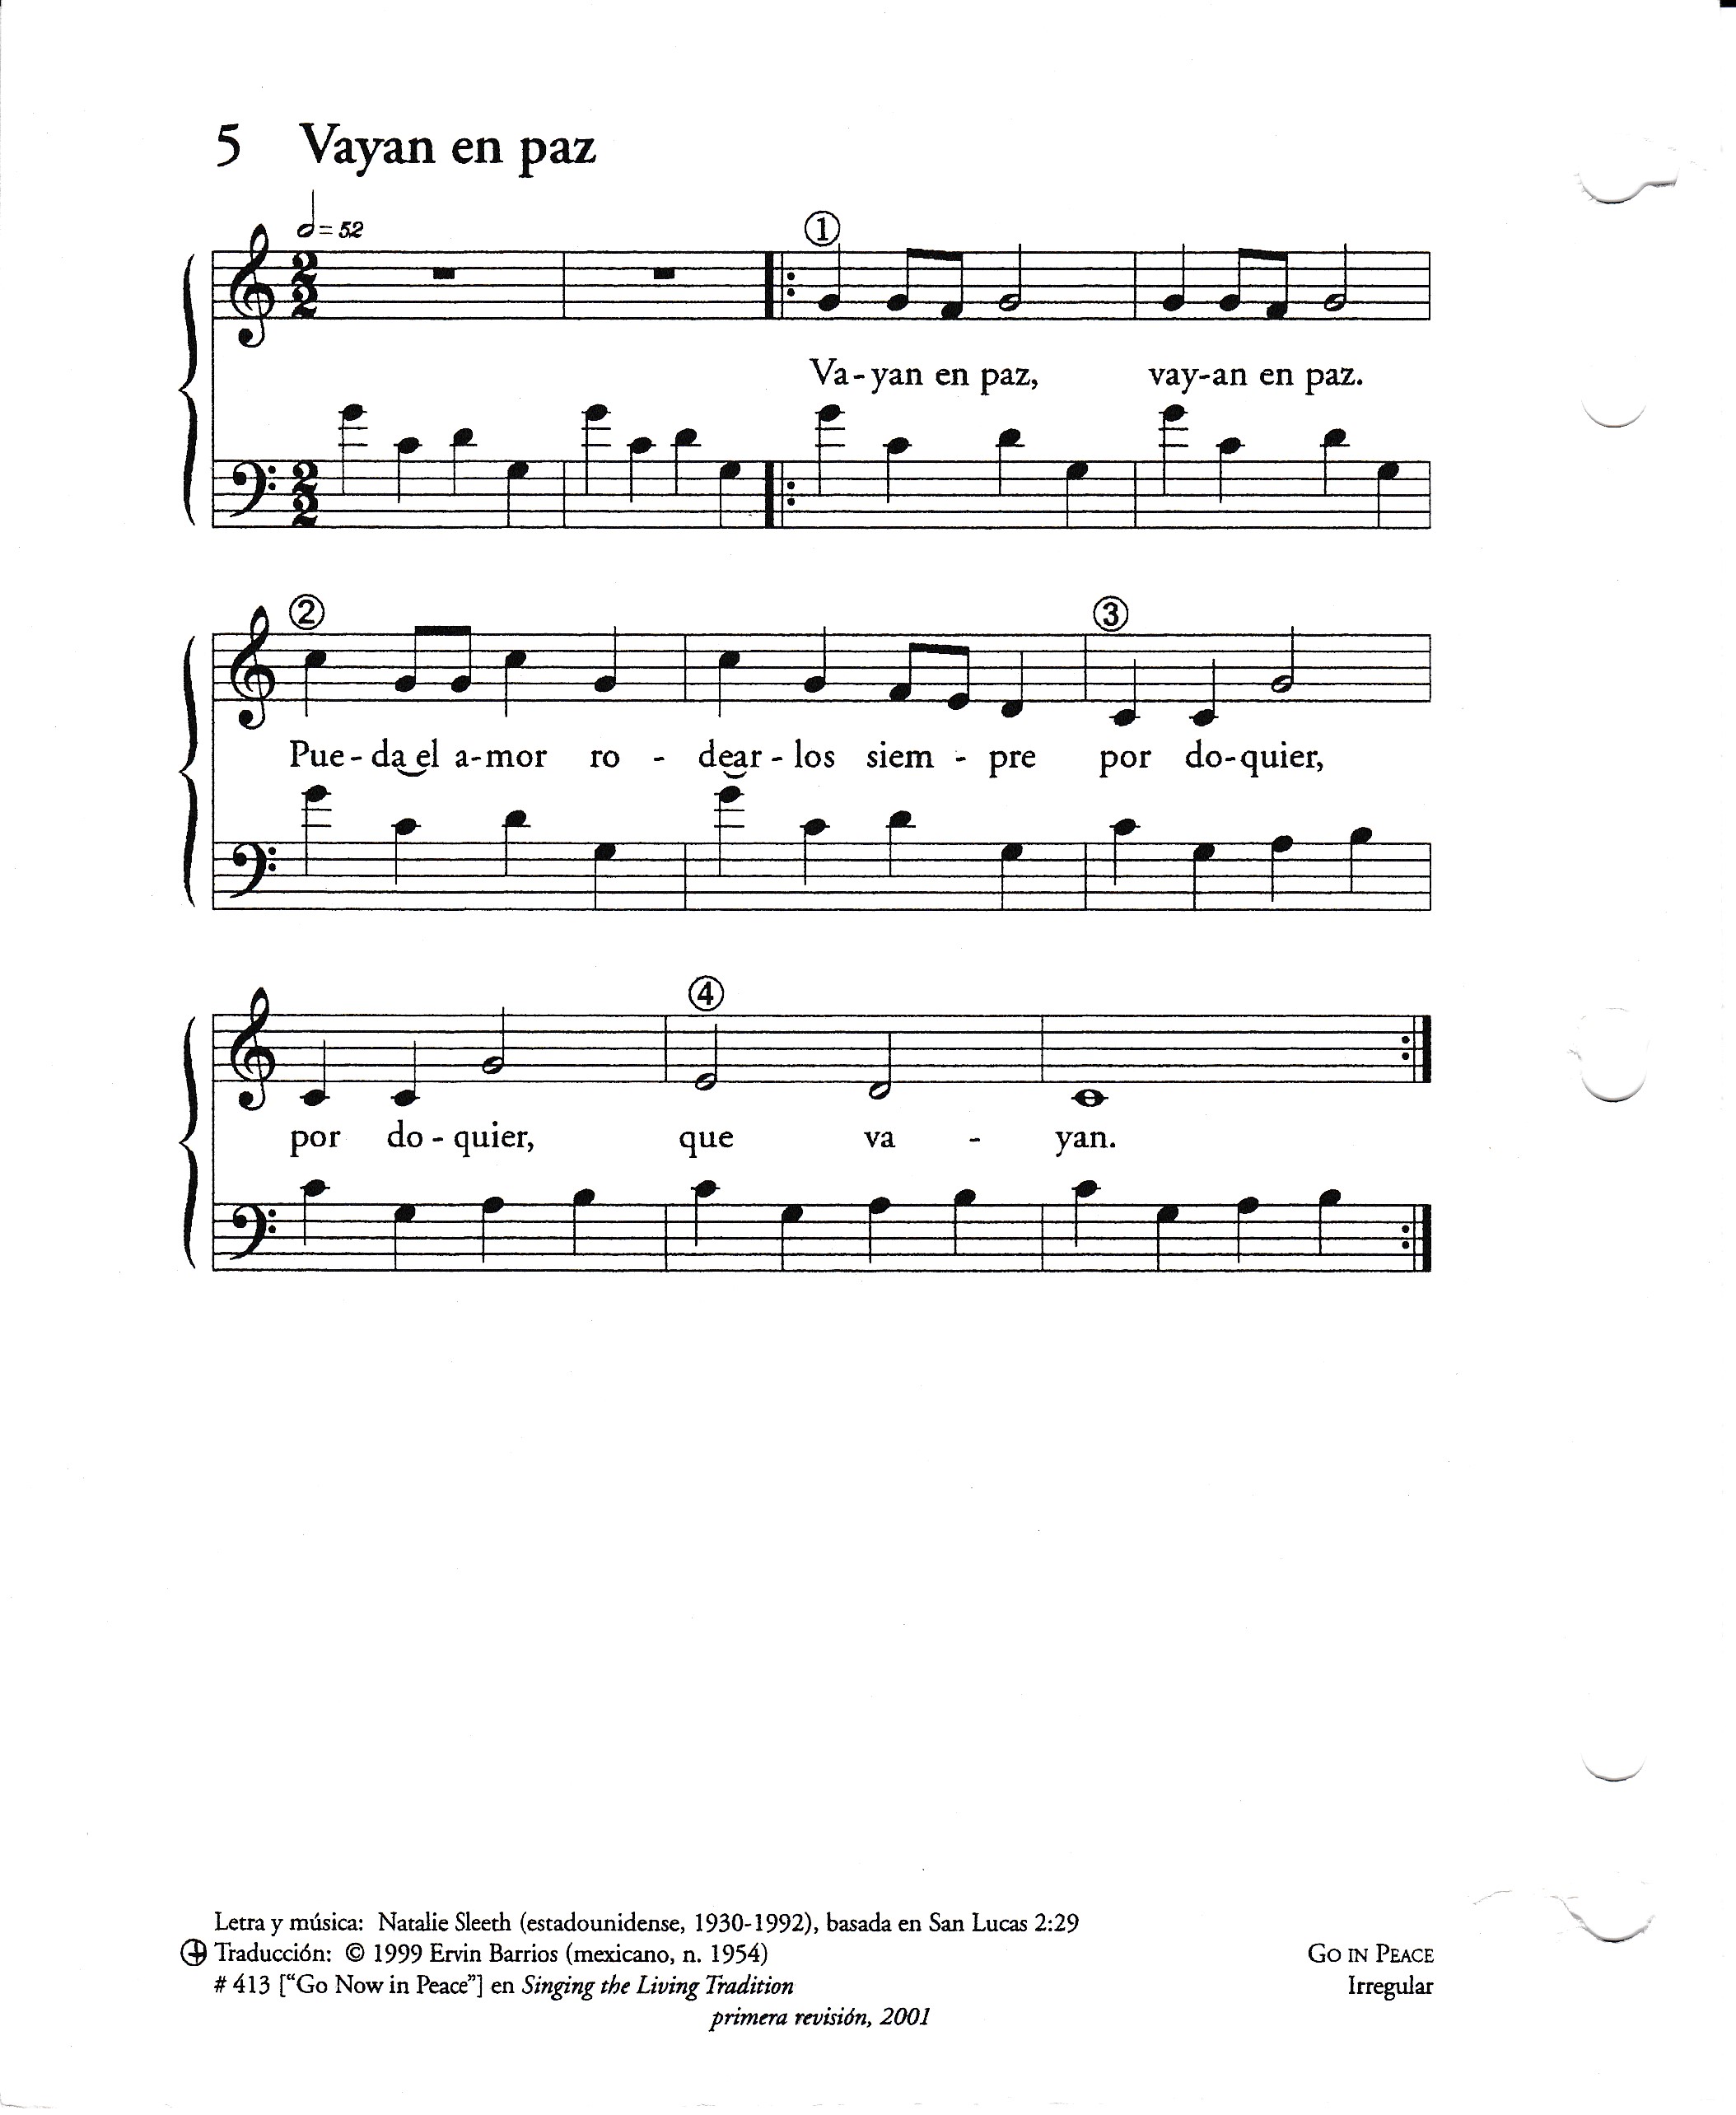 5 Vayan en paz
= 52
1
Va-yan en paz, vay-an en paz.
2 3
Pue-da el a-mor ro - dear-los siem - pre por do-quier,
4
por do-quier, que va - yan.
Letra y música: Natalie Sleeth (estadounidense, 1930-1992), basada en San Lucas 2:29
Traducción: © 1999 Ervin Barrios (mexicano, n. 1954) GO IN PEACE
# 413 ["Go Now in Peace"] en Singing the Living Tradition Irregular
primera revisión, 2001